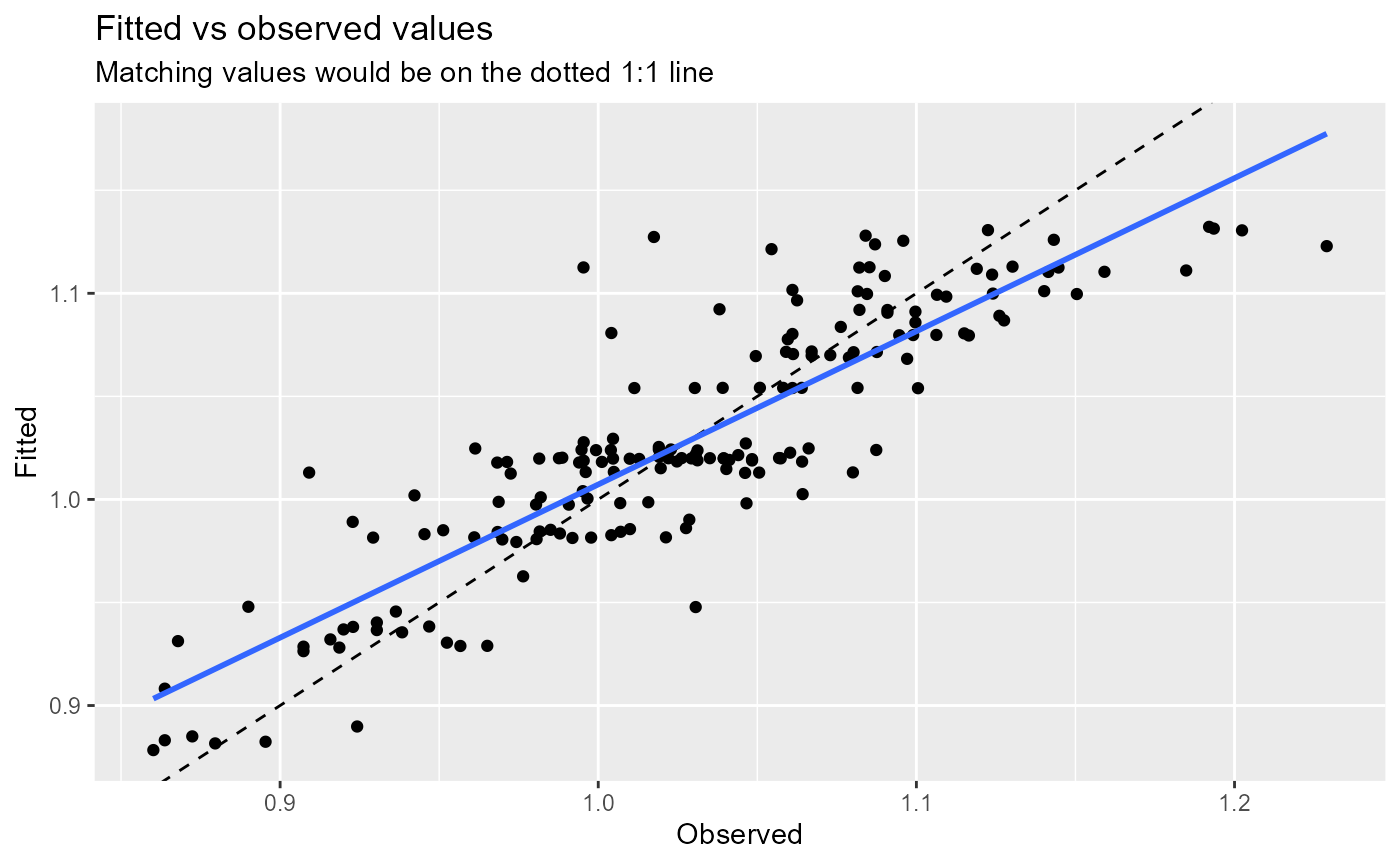 Fitted vs observed values
Matching values would be on the dotted 1:1 line
Fitted
1.1
1.0
0.9
0.9
1.0
1.1
1.2
Observed